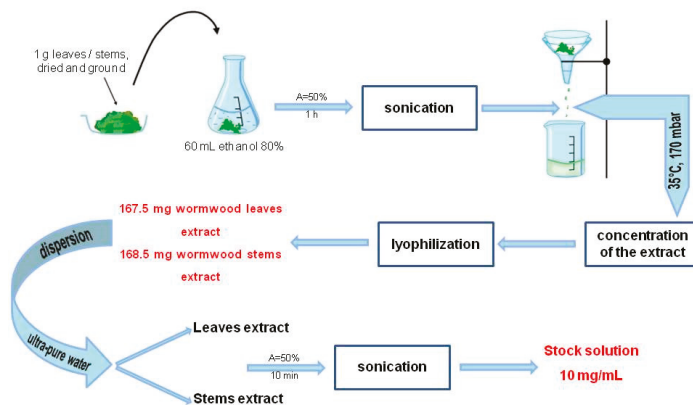 1 g leaves / stems,
dried and ground
60 mL ethanol 80%
A=50%
1 h
sonication
35°C, 170 mbar
concentration
of the extract
lyophilization
167.5 mg wormwood leaves
extract
168.5 mg wormwood stems
extract
dispersion
ultra-pure water
Leaves extract
Stems extract
A=50%
10 min
sonication
Stock solution
10 mg/mL